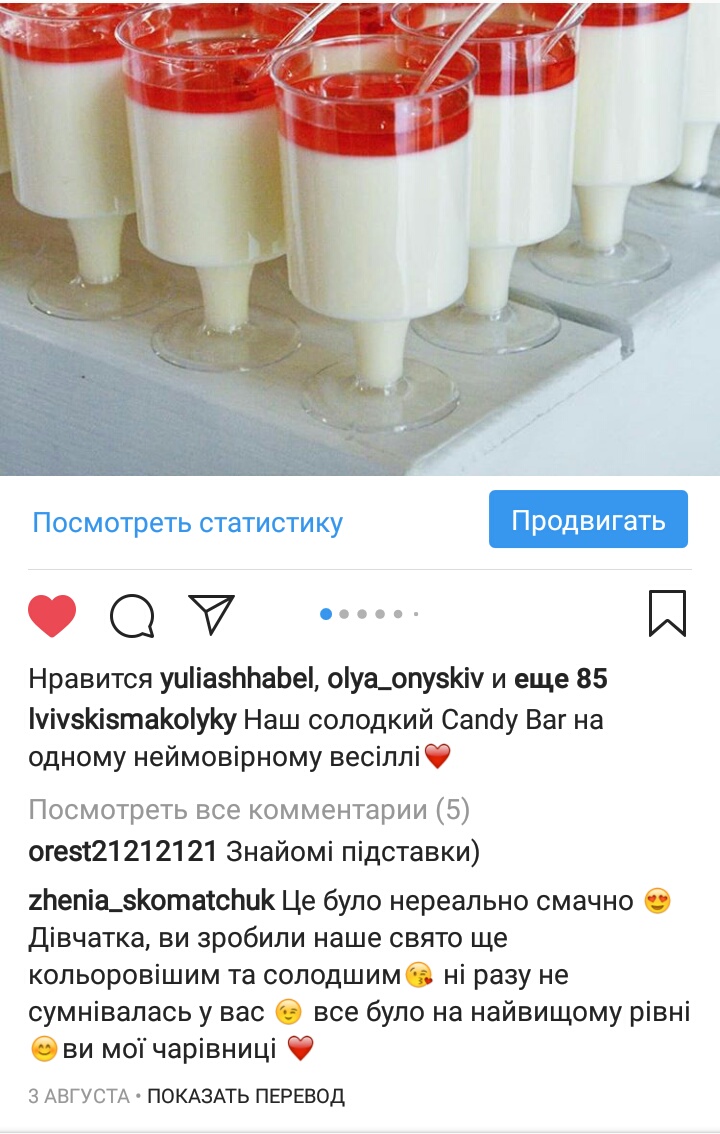 Посмотреть статистику
Продвигать
Нравится yuliashhabel, olya_onyskiv и еще 85
lvivskismakolyky Наш солодкий Candy Bar на
одному неймовірному весіллі❤️
Посмотреть все комментарии (5)
orest21212121 Знайомі підставки)
zhenia_skomatchuk Це було нереально смачно 😍
Дівчатка, ви зробили наше свято ще
кольоровішим та солодшим😘 ні разу не
сумнівалась у вас 😉 все було на найвищому рівні
😊ви мої чарівниці ❤️
3 АВГУСТА • ПОКАЗАТЬ ПЕРЕВОД